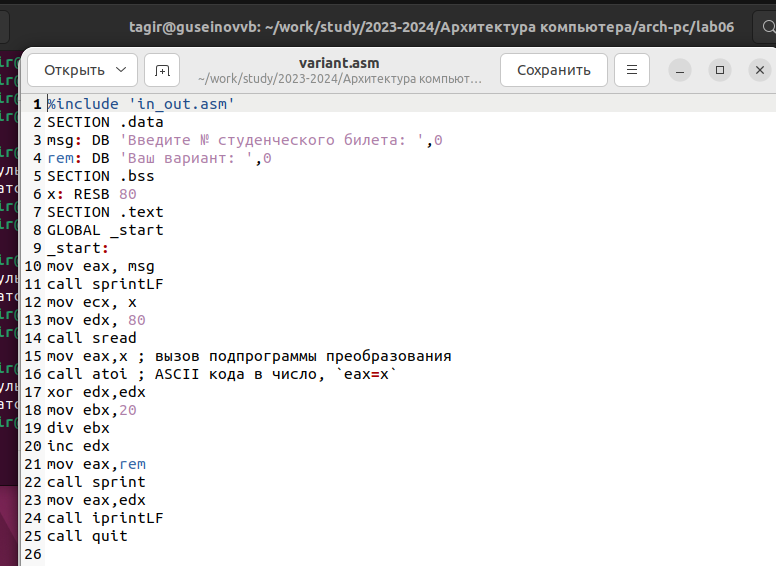 tagir@guseinovvb: ~/work/study/2023-2024/Архитектура компьютера/arch-pc/lab06
Открыть
variant.asm
~/work/study/2023-2024/Архитектура компьют…
Сохранить
1 %include 'in_out.asm'
2 SECTION .data
3 msg: DB 'Введите № студенческого билета: ',0
4 rem: DB 'Ваш вариант: ',0
5 SECTION .bss
6 x: RESB 80
7 SECTION .text
8 GLOBAL _start
9 _start:
10 mov eax, msg
11 call sprintLF
12 mov ecx, x
13 mov edx, 80
14 call sread
15 mov eax,x ; вызов подпрограммы преобразования
16 call atoi ; ASCII кода в число, `eax=x`
17 xor edx,edx
18 mov ebx,20
19 div ebx
20 inc edx
21 mov eax,rem
22 call sprint
23 mov eax,edx
24 call iprintLF
25 call quit
26